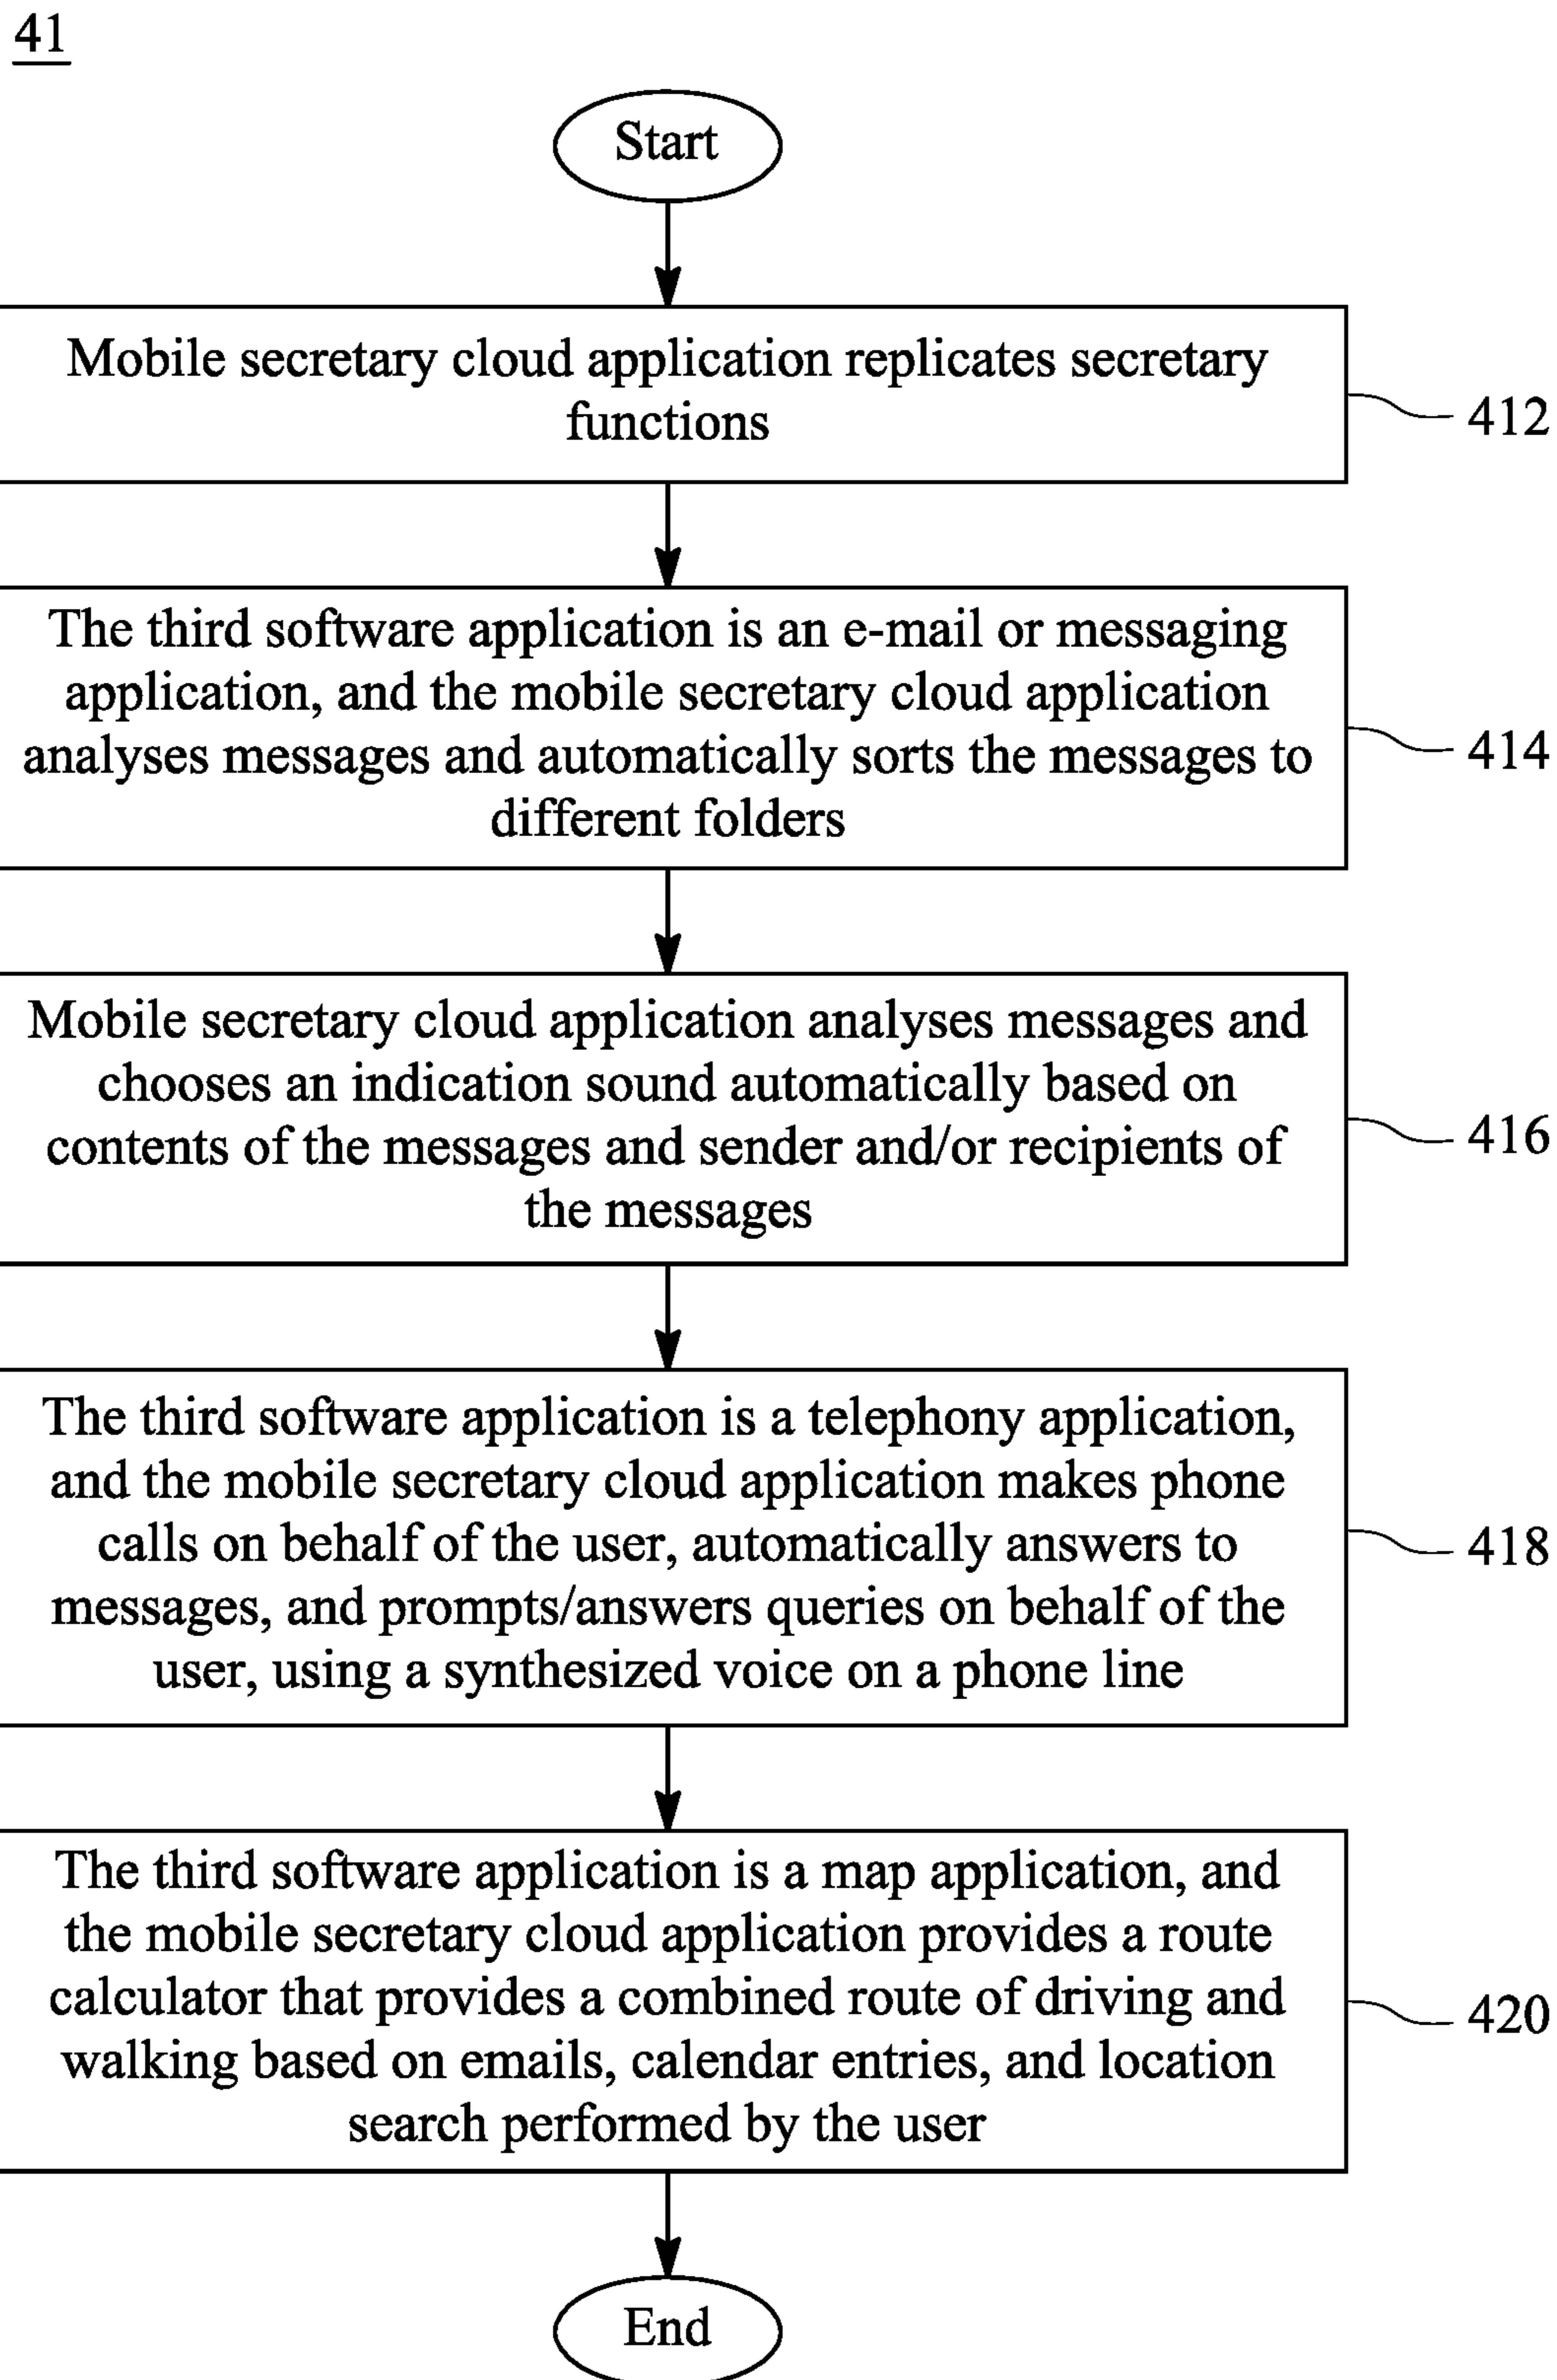 41
Start
Mobile secretary cloud application replicates secretary
functions
412
The third software application is an e-mail or messaging
application, and the mobile secretary cloud application
analyses messages and automatically sorts the messages to
different folders
414
Mobile secretary cloud application analyses messages and
chooses an indication sound automatically based on
contents of the messages and sender and/or recipients of
the messages
416
The third software application is a telephony application,
and the mobile secretary cloud application makes phone
calls on behalf of the user, automatically answers to
messages, and prompts/answers queries on behalf of the
user, using a synthesized voice on a phone line
418
The third software application is a map application, and
the mobile secretary cloud application provides a route
calculator that provides a combined route of driving and
walking based on emails, calendar entries, and location
search performed by the user
420
End